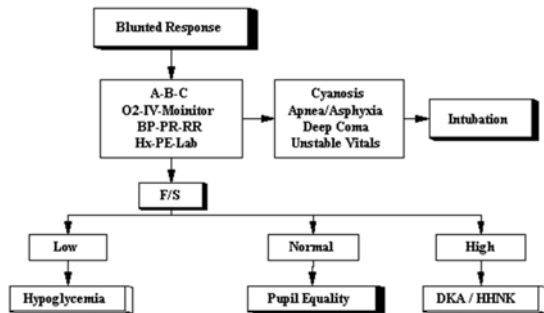 Blunted Response
A-B-C
O2-IV-Moinitor
BP-PR-RR
Hx-PE-Lab
Cyanosis
Apnea/Asphyxia
Deep Coma
Unstable Vitals
Intubation
F/S
Low
Normal
High
Hypoglycemia
Pupil Equality
DKA / HHNK